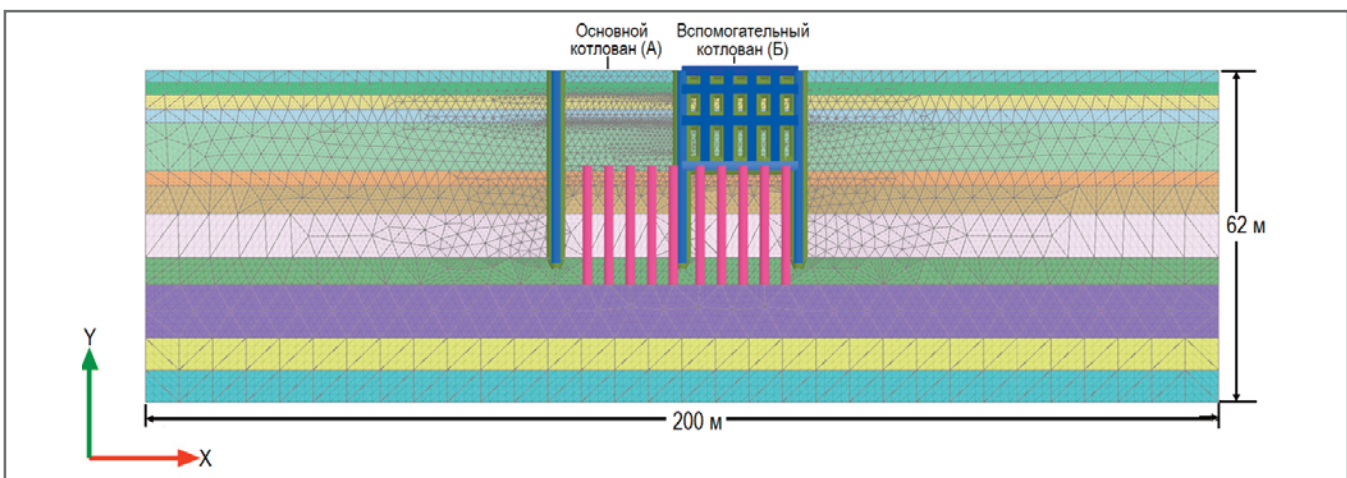 Основной
котлован (А)
Вспомогательный
котлован (Б)
62 м
200 м
Y
X